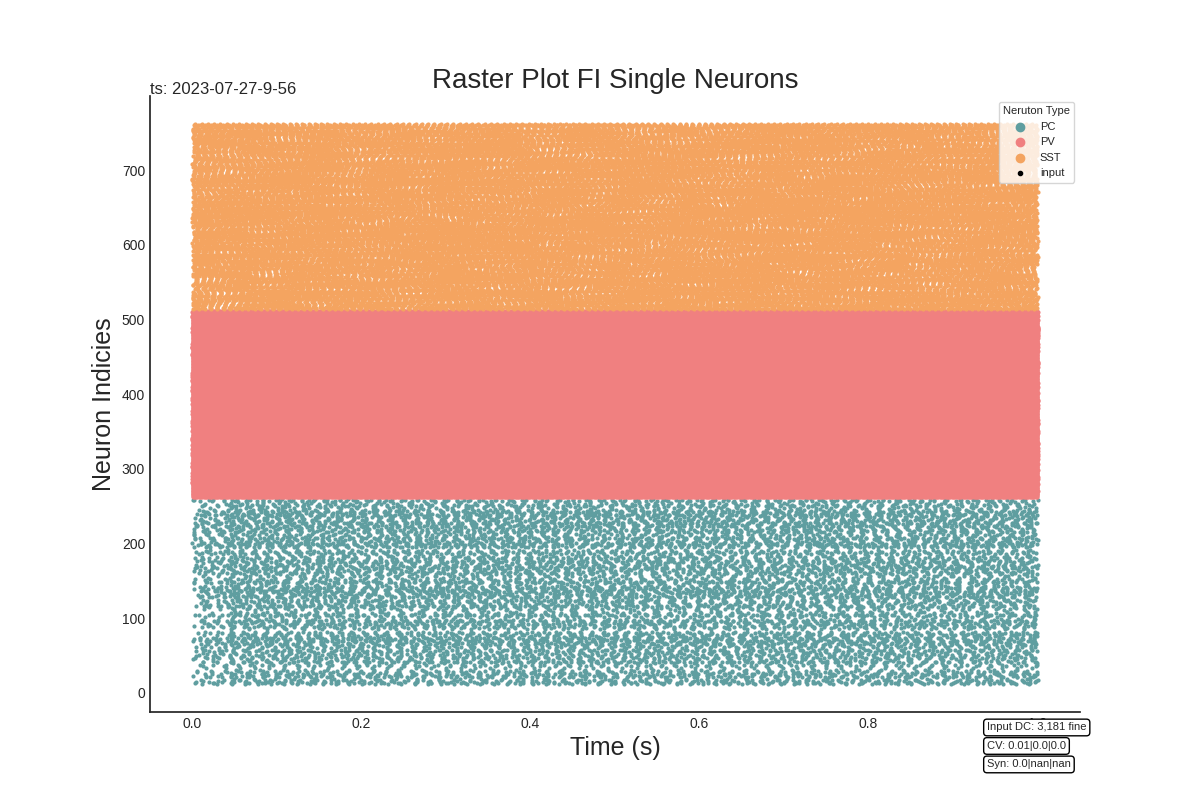 Raster Plot FI Single Neurons
ts: 2023-07-27-9-56
Neruton Type
PC
PV
SST
input
Neuron Indicies
700
600
500
400
300
200
100
0
0.0
0.2
0.4
0.6
0.8
Time (s)
Input DC: 3,181 fine
CV: 0.01|0.0|0.0
Syn: 0.0|nan|nan